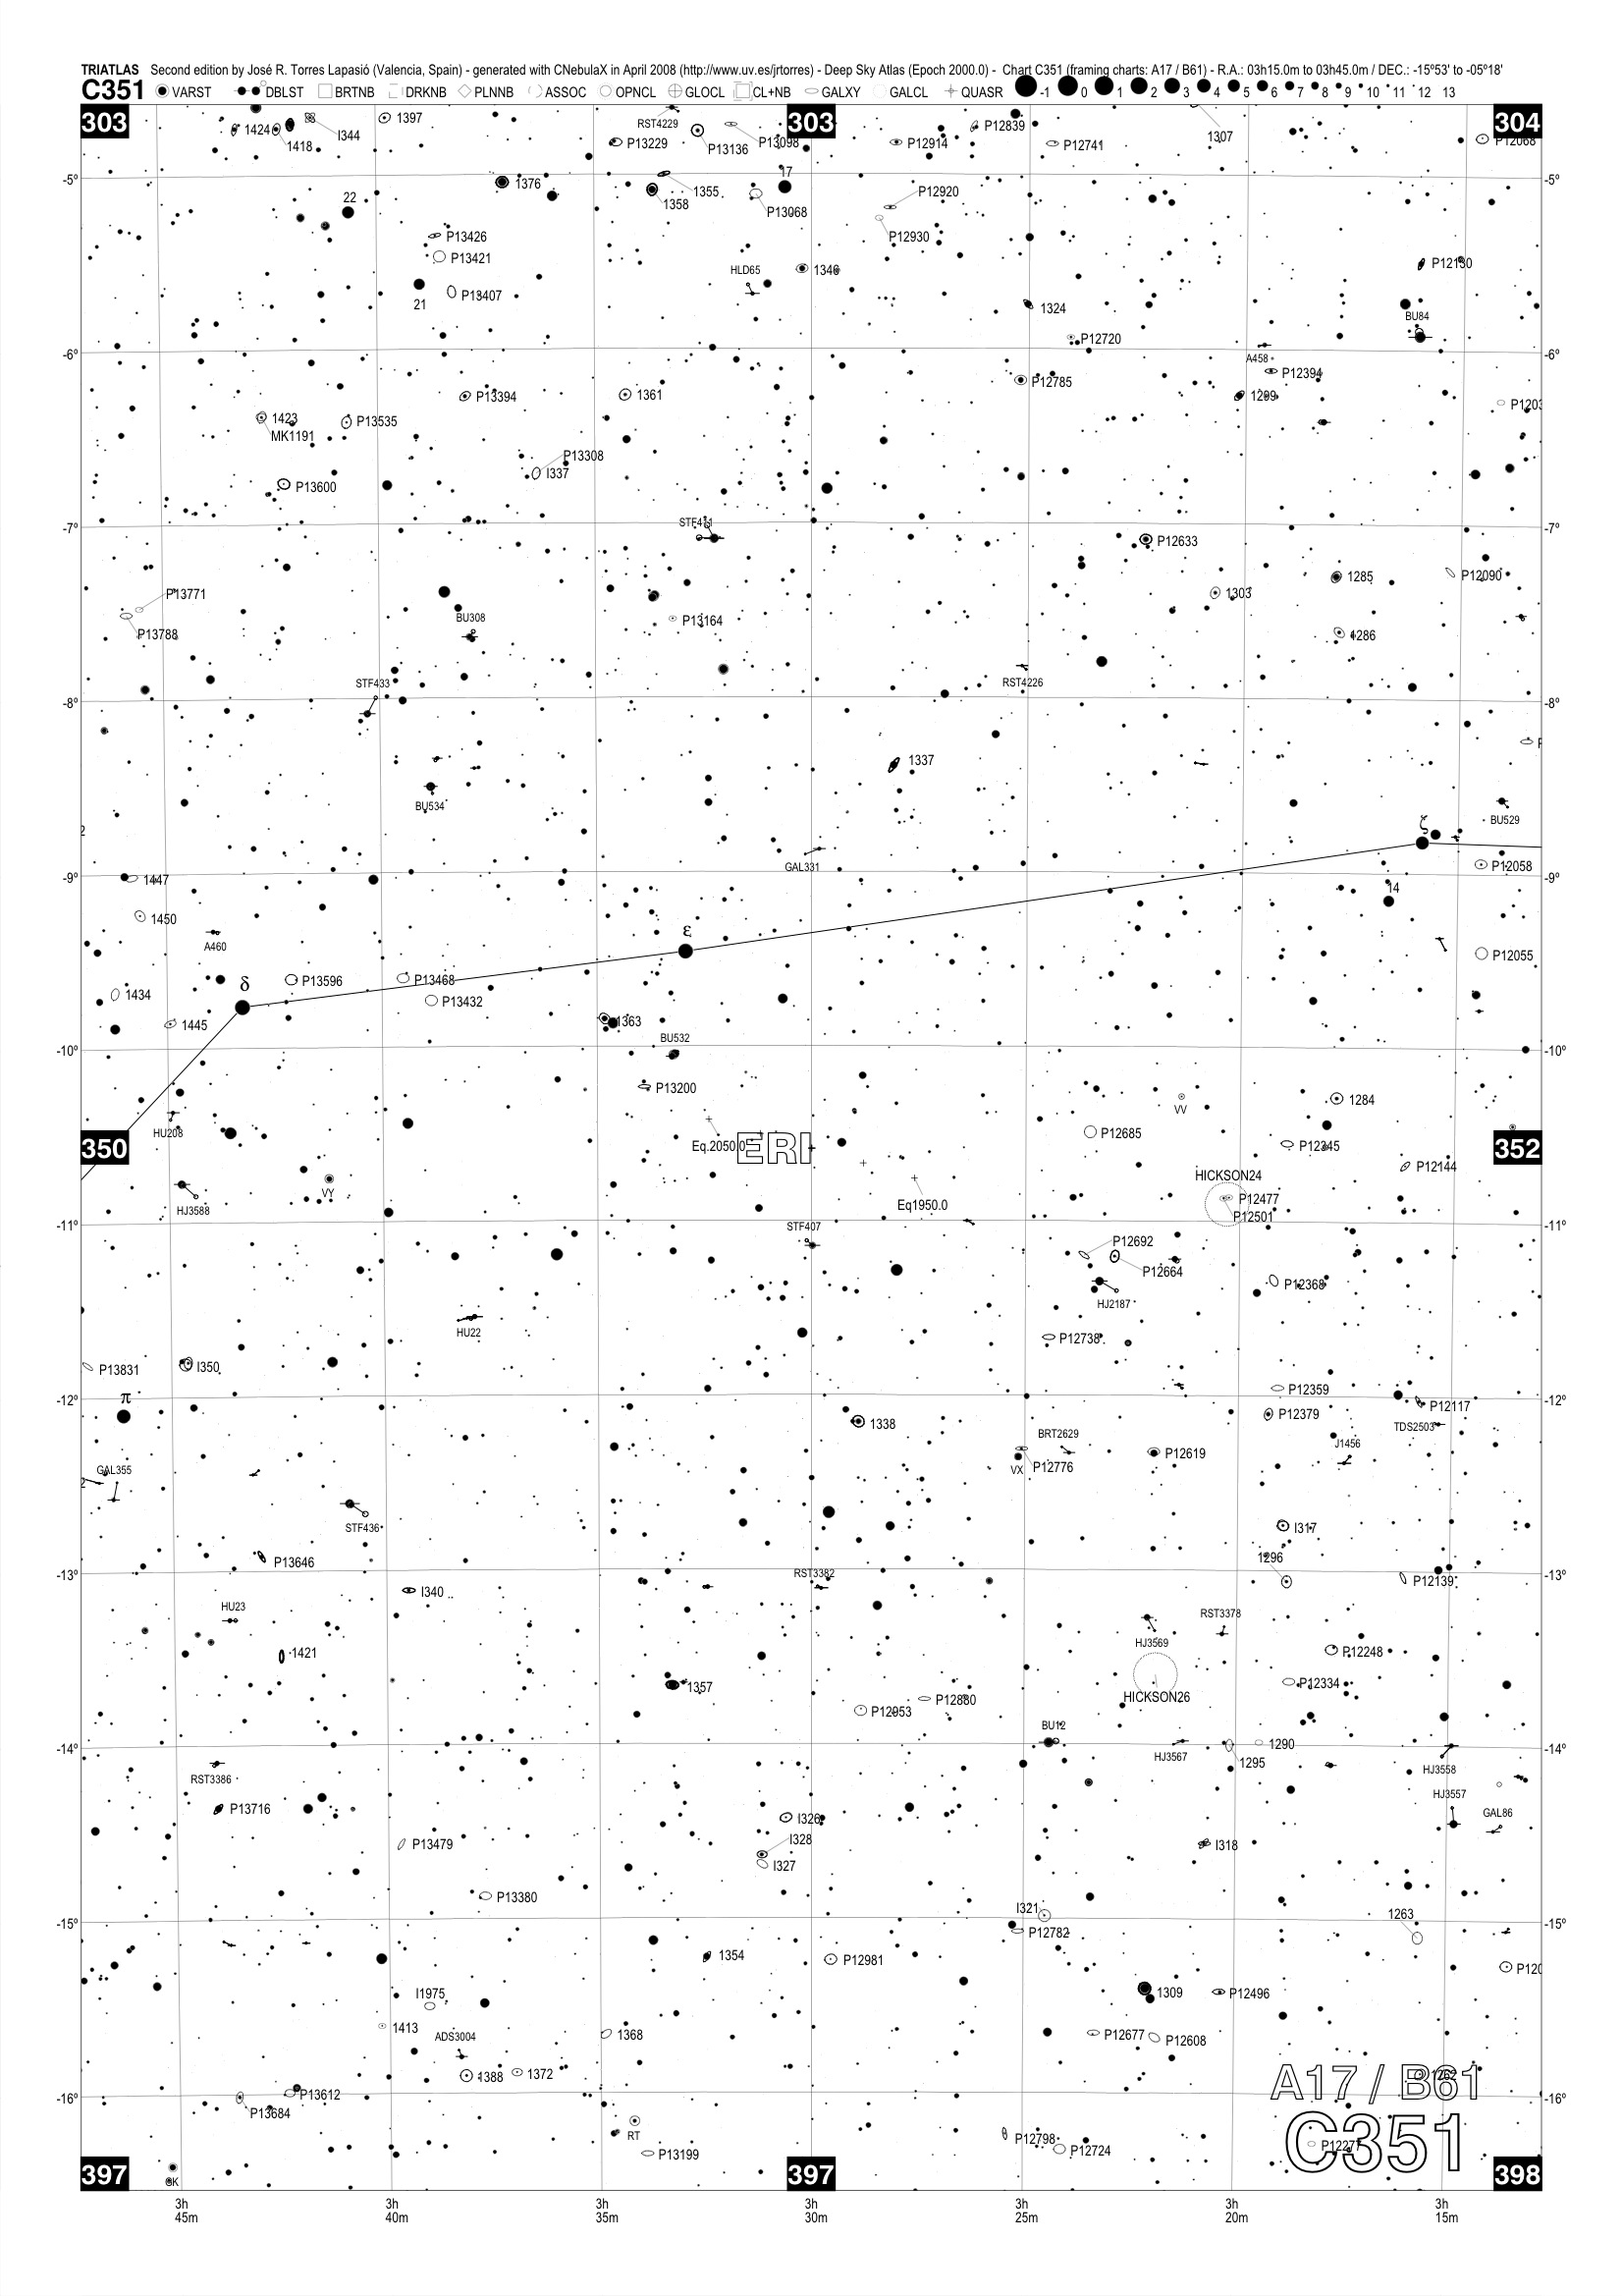 TRIATLAS Second edition by José R. Torres Lapasió (Valencia, Spain) - generated with CNebulaX in April 2008 (http://www.uv.es/jrtorres) - Deep Sky Atlas (Epoch 2000.0) - Chart C351 (framing charts: A17 / B61) - R.A.: 03h15.0m to 03h45.0m / DEC.: -15º53' to -05º18'
C351 VARST DBLST BRTNB DRKNB PLNNB ASSOC OPNCL GLOCL CL+NB GALXY GALCL QUASR -1 0 1 2 3 4 5 6 7 8 9 10 11 12 13
303 303 304
1424 1418 I344 1397 RST4229 P13229 P13136 P13098 P12914 P12839 P12741 1307 P12068
-5º 22 1376 1358 1355 17 P13068 P12920 -5º
P13426 P13421 P12930
21 P13407 HLD65 1346 1324 P12130 BU84
P12720
-6º A458 -6º
P13394 1361 P12785 P12394 1299
1423 MK1191 P13535
P13308 I337
P13600
-7º STF411 P12633 -7º
P13771 1303 1285 P12090
P13788 BU308 P13164 1286
STF433 RST4226
-8º -8º
1337
BU534 BU529
GAL331 ζ
-9º 1447 14 P12058 -9º
1450 A460 ε
δ P13596 P13468 P13432 P12055
1434 1445 1363
-10º BU532 -10º
P13200 VV 1284
HU208 P12685
350 Eq.2050.0 ERI P12345 352
P12144
HICKSON24
VY P12477
HJ3588 Eq1950.0 P12501
-11º STF407 -11º
P12692 P12664
HJ2187 P12368
HU22 P12738
P13831 I350 P12359
-12º π -12º
1338 P12379 P12117
BRT2629 TDS2503
GAL355 VX P12776 P12619 J1456
STF436
I317
P13646 1296
-13º RST3382 P12139 -13º
I340
HU23 RST3378
1421 HJ3569 P12248
1357 P12334
HICKSON26
P12953 P12880
BU12
-14º HJ3567 1295 1290 HJ3558 -14º
RST3386 HJ3557
P13716 I326 GAL86
P13479 I328 I318
I327
P13380
-15º I321 1263 -15º
P12782
1354 P12981
I1975 1309 P12496
1413 1368 P12677 P12608
ADS3004
1388 1372 1262
-16º P13612 A17 / B61 -16º
P13684
RT P12798 P12724 P12277 C351
P13199
397 397 398
3h 3h 3h 3h 3h 3h 3h
45m 40m 35m 30m 25m 20m 15m